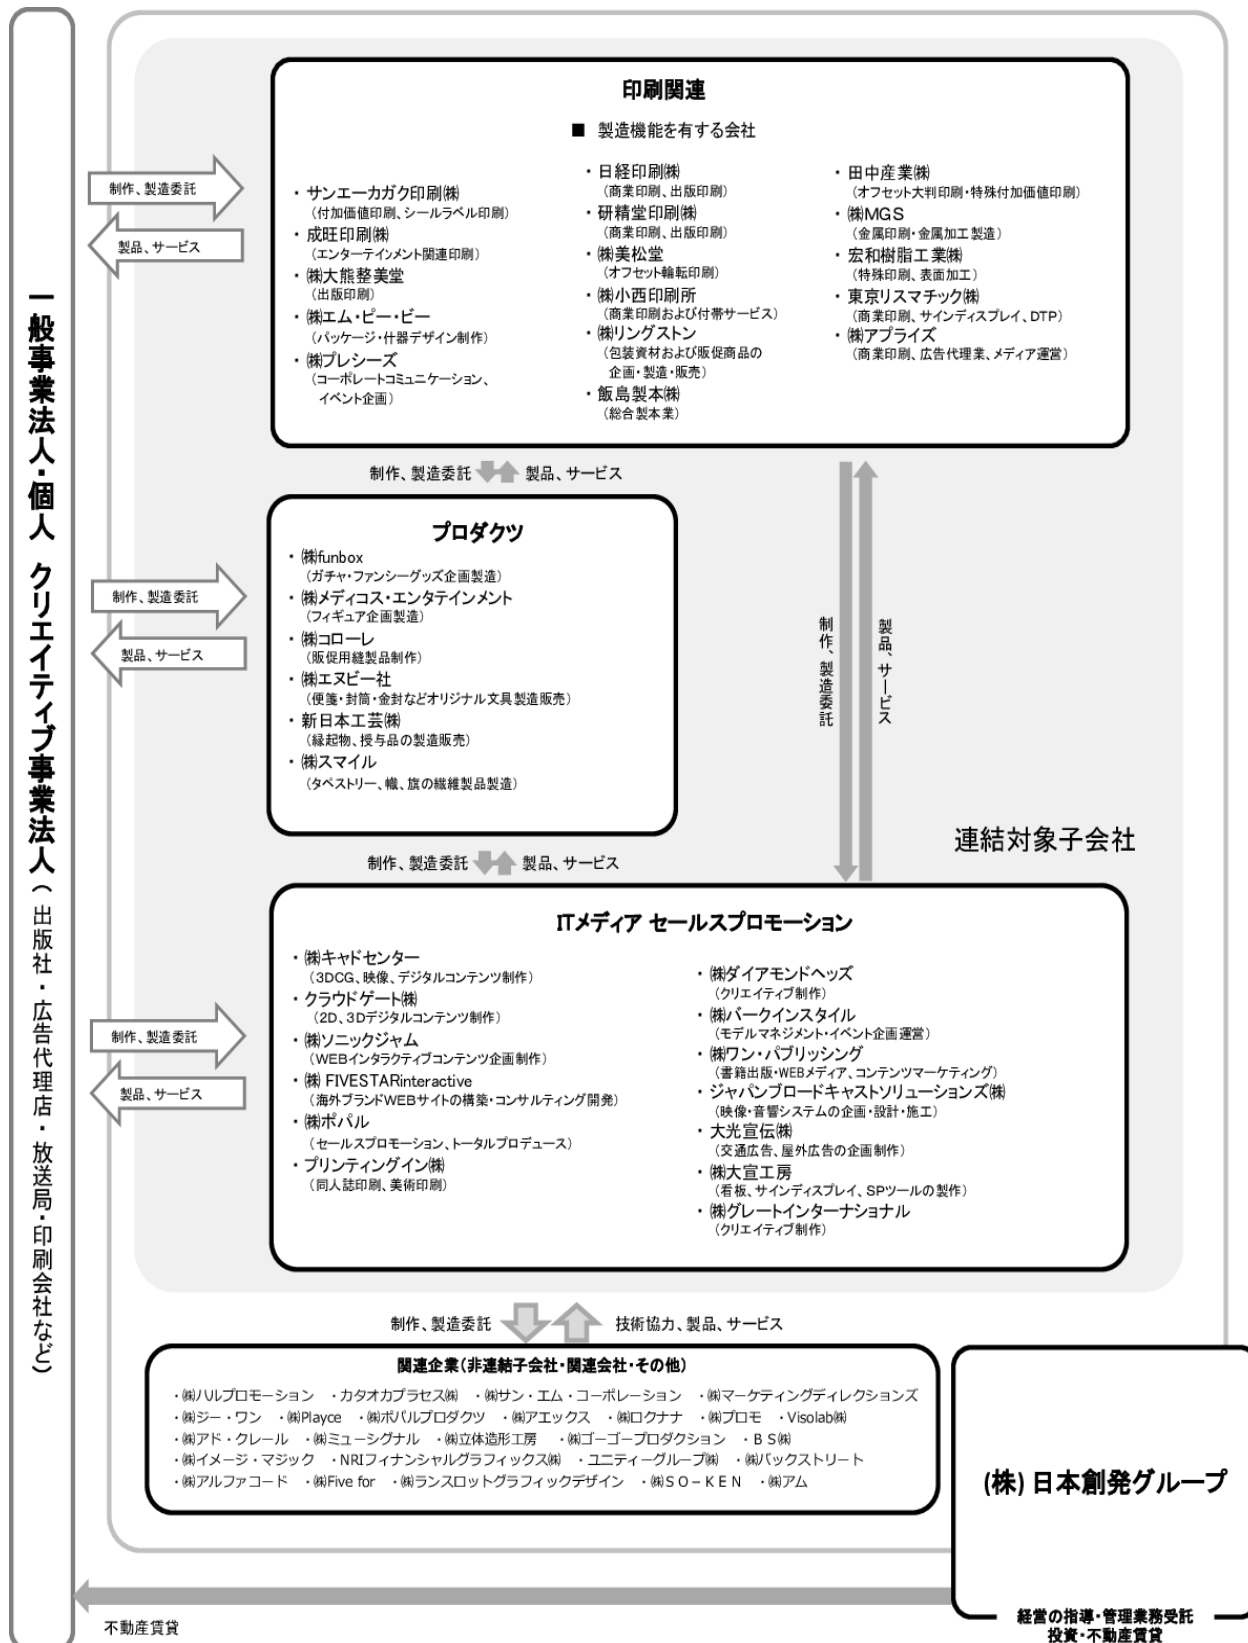 一般事業法人・個人 クリエイティブ事業法人（出版社・広告代理店・放送局・印刷会社など）
印刷関連
■ 製造機能を有する会社
制作、製造委託
製品、サービス
・サンエーカガク印刷㈱
（付加価値印刷、シールラベル印刷）
・成旺印刷㈱
（エンターテインメント関連印刷）
・㈱大熊整美堂
（出版印刷）
・㈱エム・ピー・ビー
（パッケージ・什器デザイン制作）
・㈱プレシーズ
（コーポレートコミュニケーション、
イベント企画）
・日経印刷㈱
（商業印刷、出版印刷）
・研精堂印刷㈱
（商業印刷、出版印刷）
・㈱美松堂
（オフセット輪転印刷）
・㈱小西印刷所
（商業印刷および付帯サービス）
・㈱リングストン
（包装資材および販促商品の
企画・製造・販売）
・飯島製本㈱
（総合製本業）
・田中産業㈱
（オフセット大判印刷・特殊付加価値印刷）
・㈱MGS
（金属印刷・金属加工製造）
・宏和樹脂工業㈱
（特殊印刷、表面加工）
・東京リスマチック㈱
（商業印刷、サインディスプレイ、DTP）
・㈱アプライズ
（商業印刷、広告代理業、メディア運営）
制作、製造委託
製品、サービス
プロダクツ
制作、製造委託
製品、サービス
・㈱funbox
（ガチャ・ファンシーグッズ企画製造）
・㈱メディコス・エンタテインメント
（フィギュア企画製造）
・㈱コローレ
（販促用縫製品制作）
・㈱エヌビー社
（便箋・封筒・金封などオリジナル文具製造販売）
・新日本工芸㈱
（縁起物、授与品の製造販売）
・㈱スマイル
（タペストリー、幟、旗の繊維製品製造）
制作、製造委託
製品、サービス
連結対象子会社
制作、製造委託
製品、サービス
ITメディア セールスプロモーション
制作、製造委託
製品、サービス
・㈱キャドセンター
（3DCG、映像、デジタルコンテンツ制作）
・クラウドゲート㈱
（2D、3Dデジタルコンテンツ制作）
・㈱ソニックジャム
（WEBインタラクティブコンテンツ企画制作）
・㈱ FIVESTARinteractive
（海外ブランドWEBサイトの構築・コンサルティング開発）
・㈱ポパル
（セールスプロモーション、トータルプロデュース）
・プリンティングイン㈱
（同人誌印刷、美術印刷）
・㈱ダイアモンドヘッズ
（クリエイティブ制作）
・㈱バークインスタイル
（モデルマネジメント・イベント企画運営）
・㈱ワン・パブリッシング
（書籍出版・WEBメディア、コンテンツマーケティング）
・ジャパンブロードキャストソリューションズ㈱
（映像・音響システムの企画・設計・施工）
・大光宣伝㈱
（交通広告、屋外広告の企画制作）
・㈱大宣工房
（看板、サインディスプレイ、SPツールの製作）
・㈱グレートインターナショナル
（クリエイティブ制作）
制作、製造委託
技術協力、製品、サービス
関連企業（非連結子会社・関連会社・その他）
・㈱ハルプロモーション ・カタオカプラセス㈱ ・㈱サン・エム・コーポレーション ・㈱マーケティングディレクションズ
・㈱ジー・ワン ・㈱Playce ・㈱ポパルプロダクツ ・㈱アエックス ・㈱ロクナナ ・㈱プロモ ・Visolab㈱
・㈱アド・クレール ・㈱ミューシグナル ・㈱立体造形工房 ・㈱ゴーゴープロダクション ・ＢＳ㈱
・㈱イメージ・マジック ・NRIフィナンシャルグラフィックス㈱ ・ユニティーグループ㈱ ・㈱バックストリート
・㈱アルファコード ・㈱Five for ・㈱ランスロットグラフィックデザイン ・㈱ＳＯ－ＫＥＮ ・㈱アム
(株) 日本創発グループ
経営の指導・管理業務受託
投資・不動産賃貸
不動産賃貸